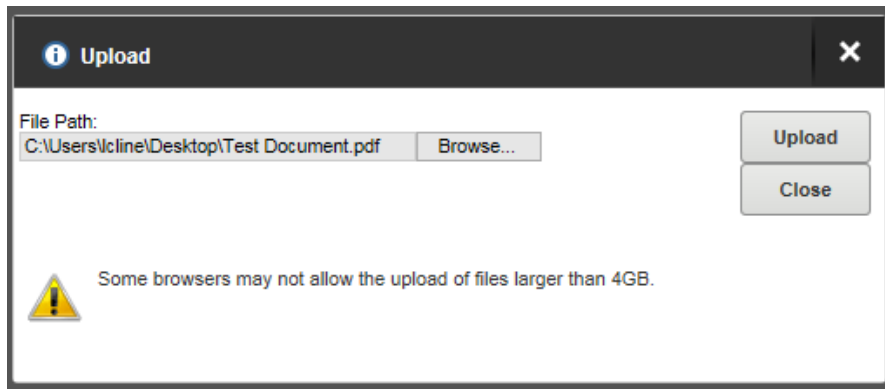 Upload
File Path:
C:\Users\lcline\Desktop\Test Document.pdf Browse...
Upload
Close
Some browsers may not allow the upload of files larger than 4GB.